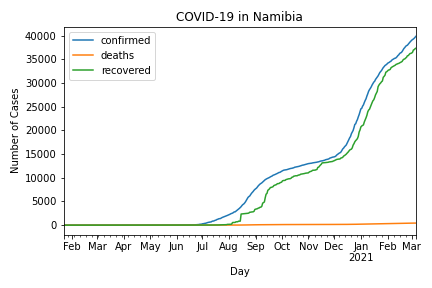 COVID-19 in Namibia
confirmed
deaths
recovered
Number of Cases
40000
35000
30000
25000
20000
15000
10000
5000
0
Feb Mar Apr May Jun Jul Aug Sep Oct Nov Dec Jan Feb Mar
2021
Day